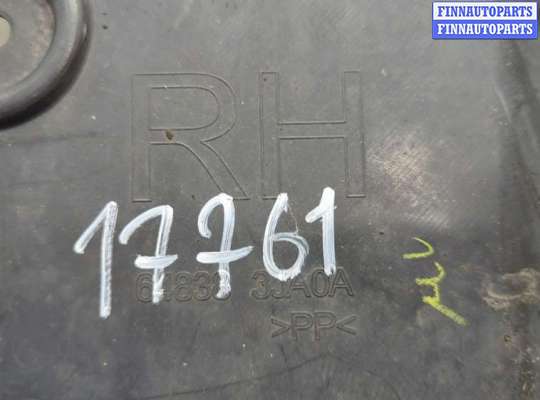 FINNAUTOPARTS
FINNAUTOPARTS
RH
17761
3JA0A
>PP<